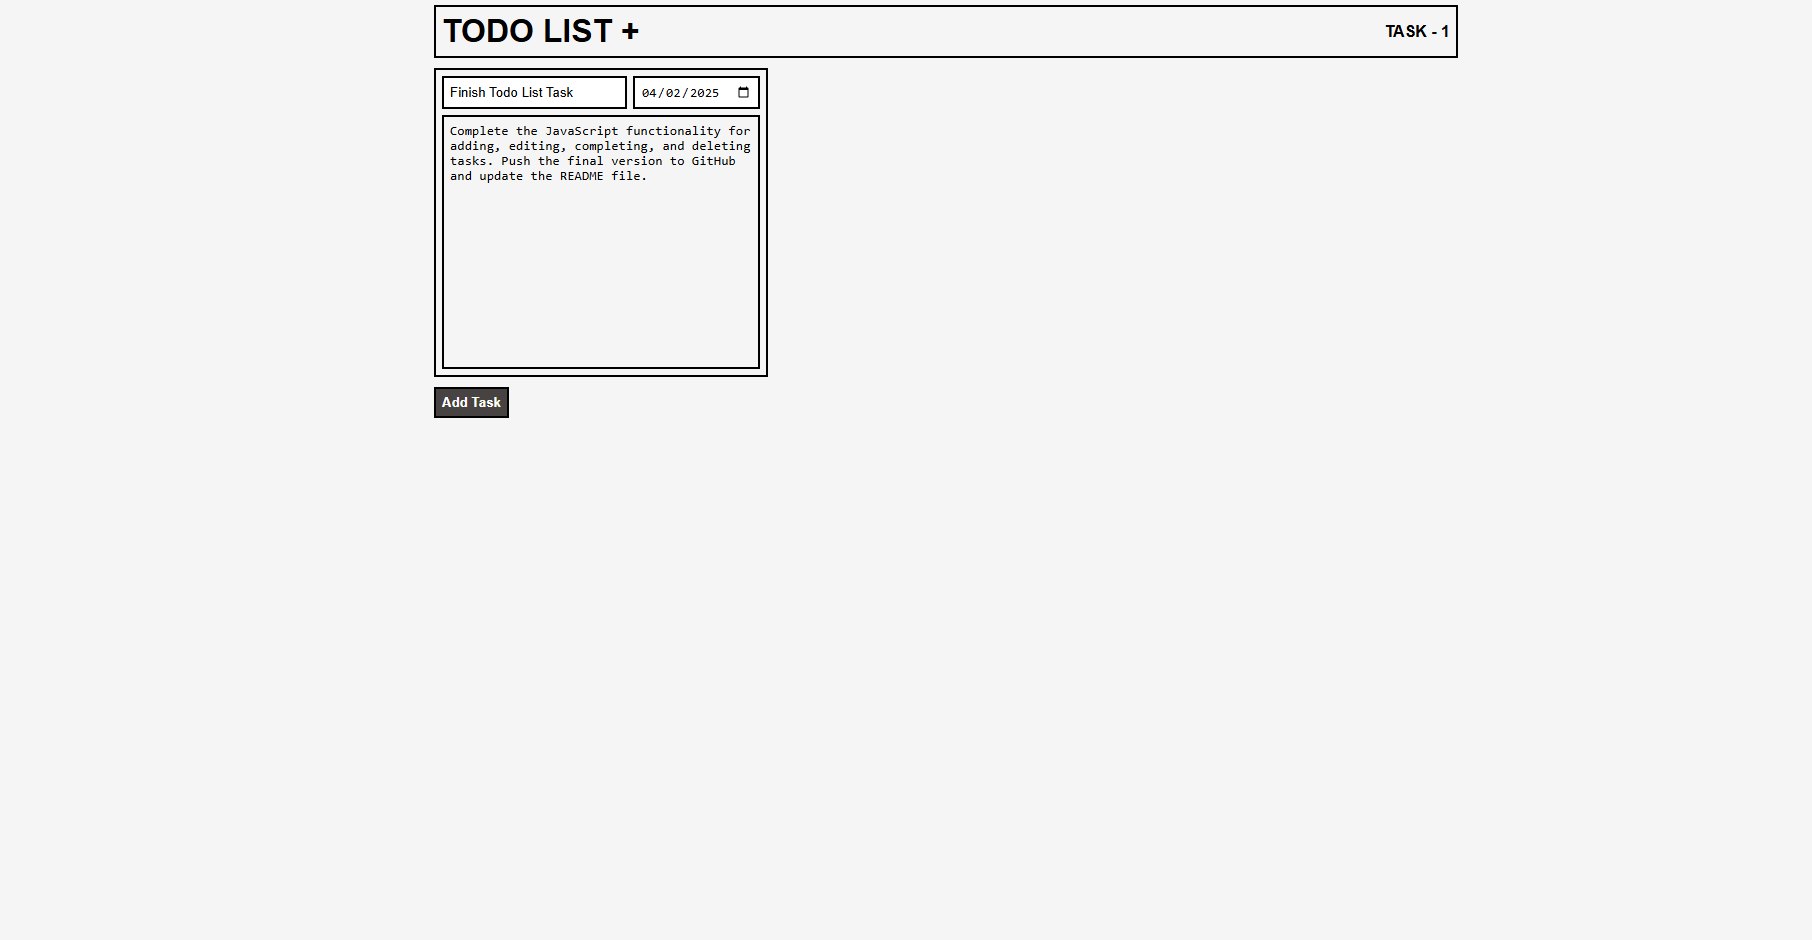 TODO LIST +
TASK - 1
Finish Todo List Task
04/02/2025
Complete the JavaScript functionality for
adding, editing, completing, and deleting
tasks. Push the final version to GitHub
and update the README file.
Add Task